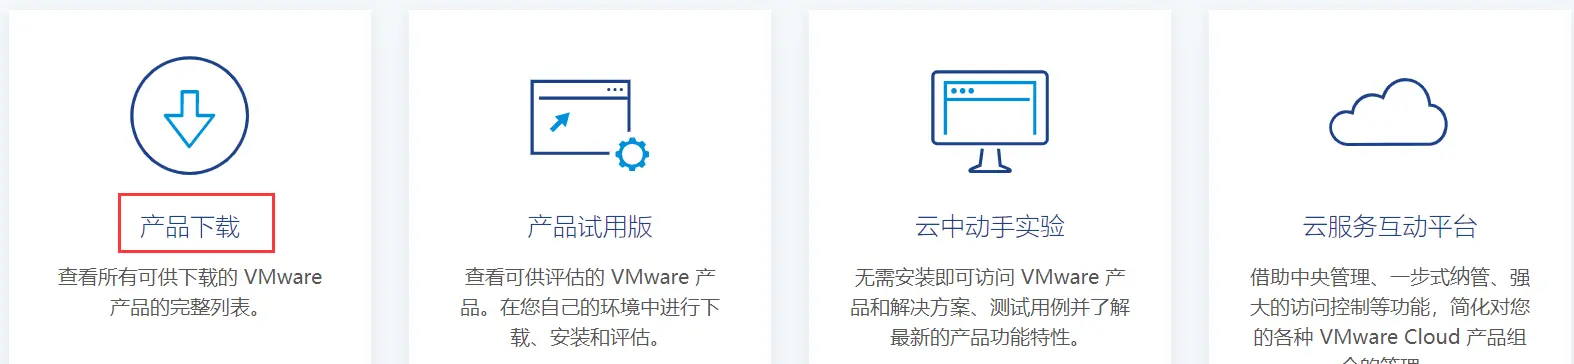 产品下载
查看所有可供下载的 VMware
产品的完整列表。
产品试用版
查看可供评估的 VMware 产
品。在您自己的环境中进行下
载、安装和评估。
云中动手实验
无需安装即可访问 VMware 产
品和解决方案、测试用例并了解
最新的产品功能特性。
云服务互动平台
借助中央管理、一步式纳管、强
大的访问控制等功能，简化对您
的各种 VMware Cloud 产品组
合的管理